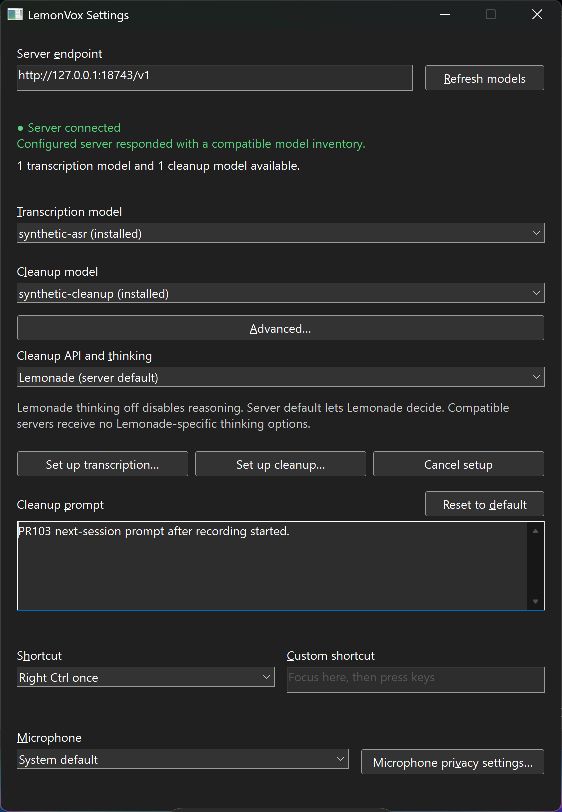 LemonVox Settings
Server endpoint
http://127.0.0.1:18743/v1
Refresh models
● Server connected
Configured server responded with a compatible model inventory.
1 transcription model and 1 cleanup model available.
Transcription model
synthetic-asr (installed)
Cleanup model
synthetic-cleanup (installed)
Advanced...
Cleanup API and thinking
Lemonade (server default)
Lemonade thinking off disables reasoning. Server default lets Lemonade decide. Compatible
servers receive no Lemonade-specific thinking options.
Set up transcription...
Set up cleanup...
Cancel setup
Cleanup prompt
Reset to default
PR103 next-session prompt after recording started.
Shortcut
Custom shortcut
Right Ctrl once
Focus here, then press keys
Microphone
System default
Microphone privacy settings...